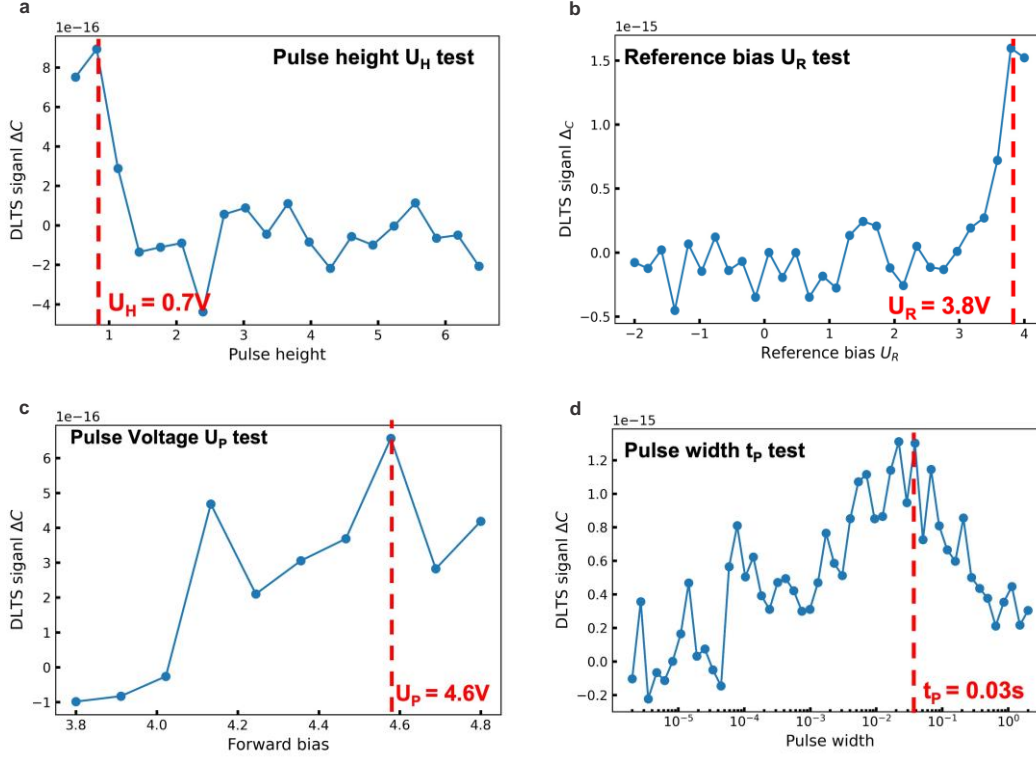 a
1e−16
Pulse height U_H test
DLTS siganl ΔC
8
6
4
2
0
−2
−4
U_H = 0.7V
1 2 3 4 5 6
Pulse height
b
1e−15
Reference bias U_R test
DLTS siganl Δ_C
1.5
1.0
0.5
0.0
−0.5
U_R = 3.8V
−2 −1 0 1 2 3 4
Reference bias U_R
c
1e−16
Pulse Voltage U_P test
DLTS siganl ΔC
6
5
4
3
2
1
0
−1
U_P = 4.6V
3.8 4.0 4.2 4.4 4.6 4.8
Forward bias
d
1e−15
Pulse width t_P test
DLTS siganl ΔC
1.2
1.0
0.8
0.6
0.4
0.2
0.0
−0.2
t_P = 0.03s
10⁻⁵ 10⁻⁴ 10⁻³ 10⁻² 10⁻¹ 10⁰
Pulse width